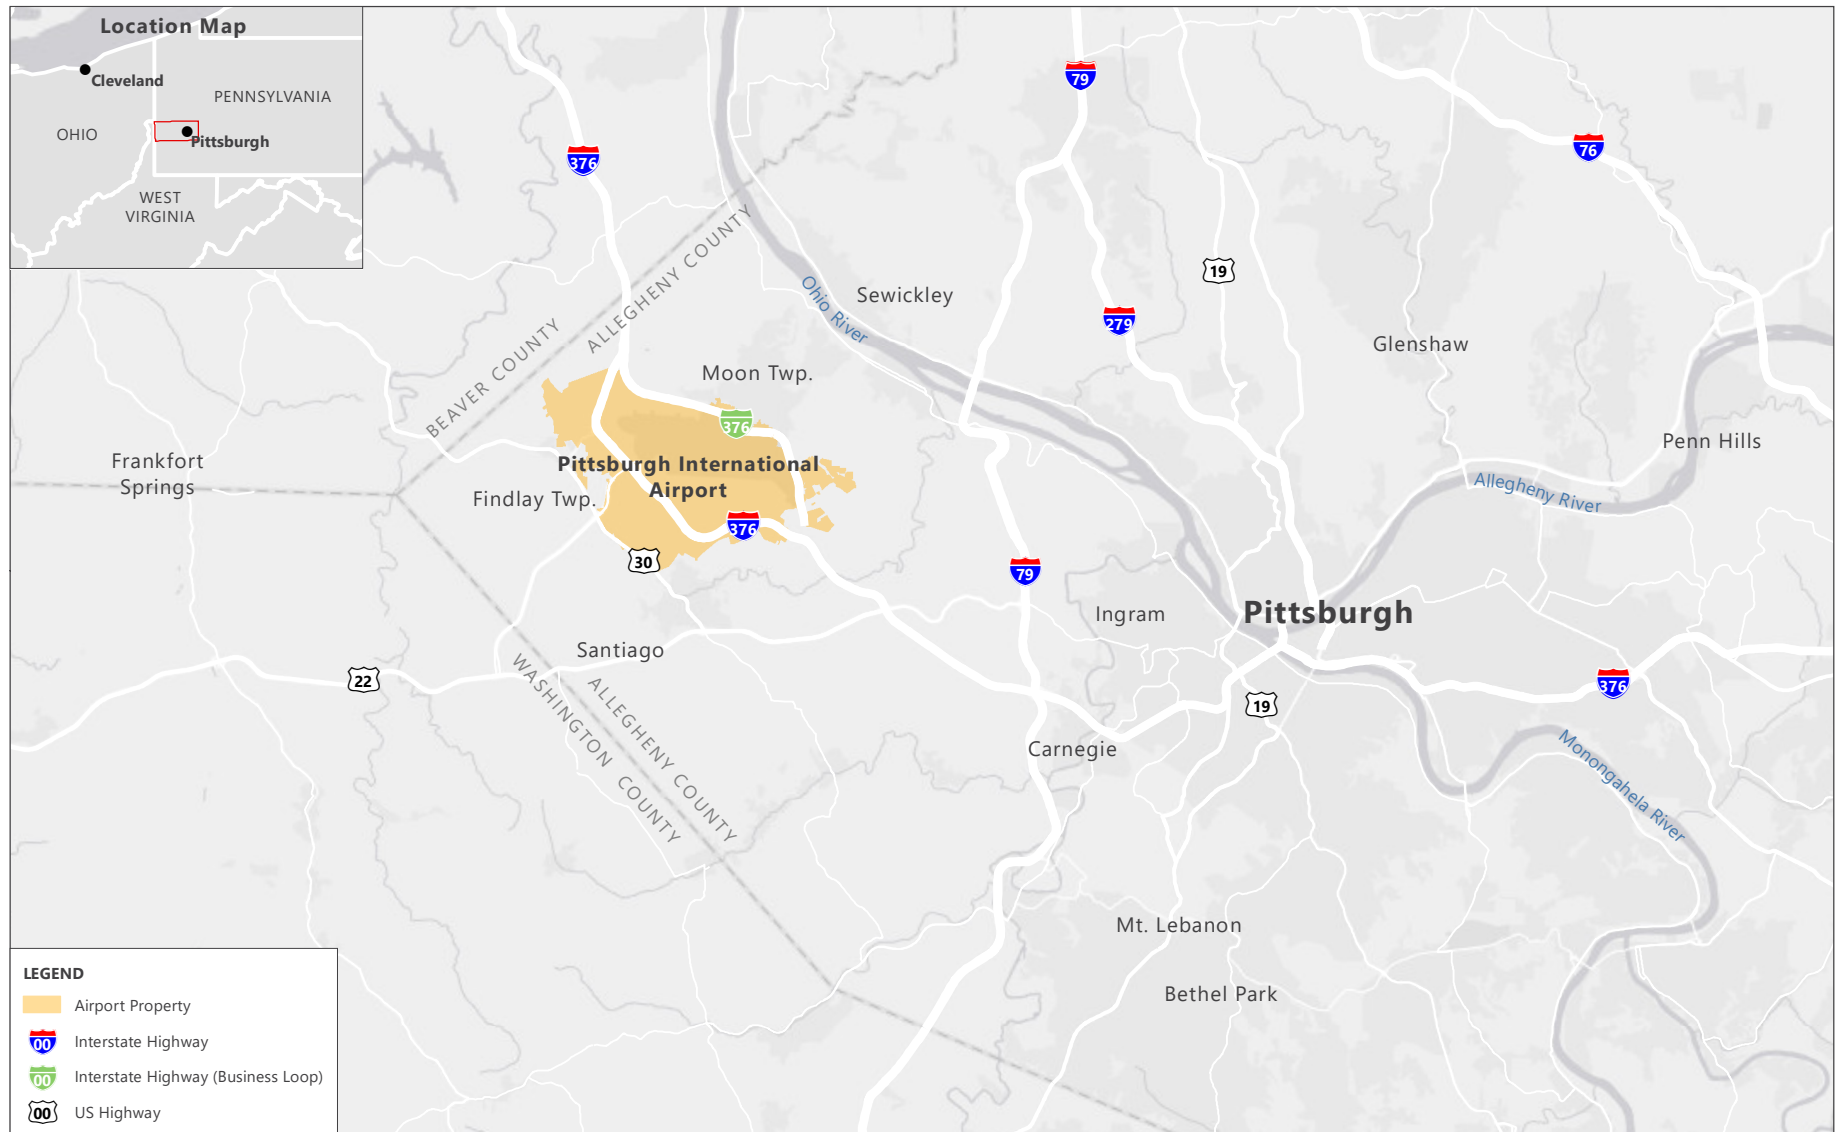 Location Map
Cleveland
PENNSYLVANIA
OHIO
Pittsburgh
WEST
VIRGINIA
79
76
376
ALLEGHENY COUNTY
19
Ohio River
Sewickley
279
Glenshaw
BEAVER COUNTY
Moon Twp.
376
Penn Hills
Frankfort
Springs
Pittsburgh International
Airport
Findlay Twp.
Allegheny River
376
30
79
Ingram
Pittsburgh
Santiago
22
376
19
WASHINGTON COUNTY
ALLEGHENY COUNTY
Carnegie
Monongahela River
Mt. Lebanon
Bethel Park
LEGEND
Airport Property
00 Interstate Highway
00 Interstate Highway (Business Loop)
00 US Highway